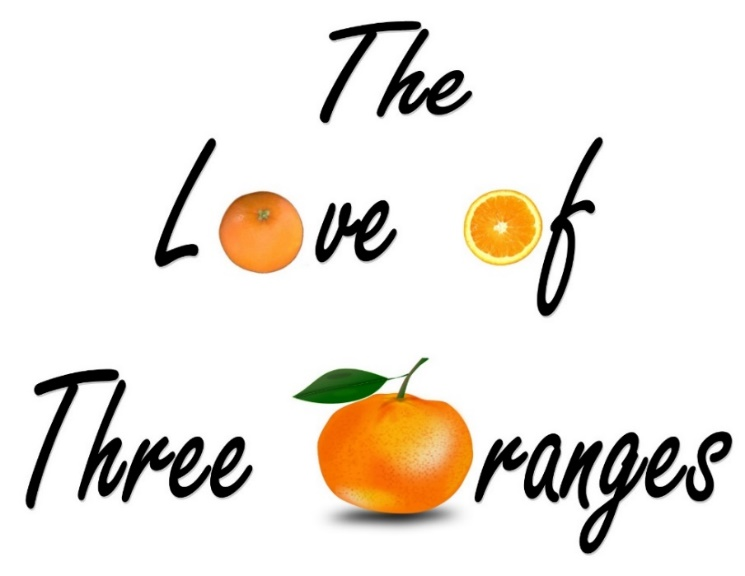 The
Love of
Three Oranges